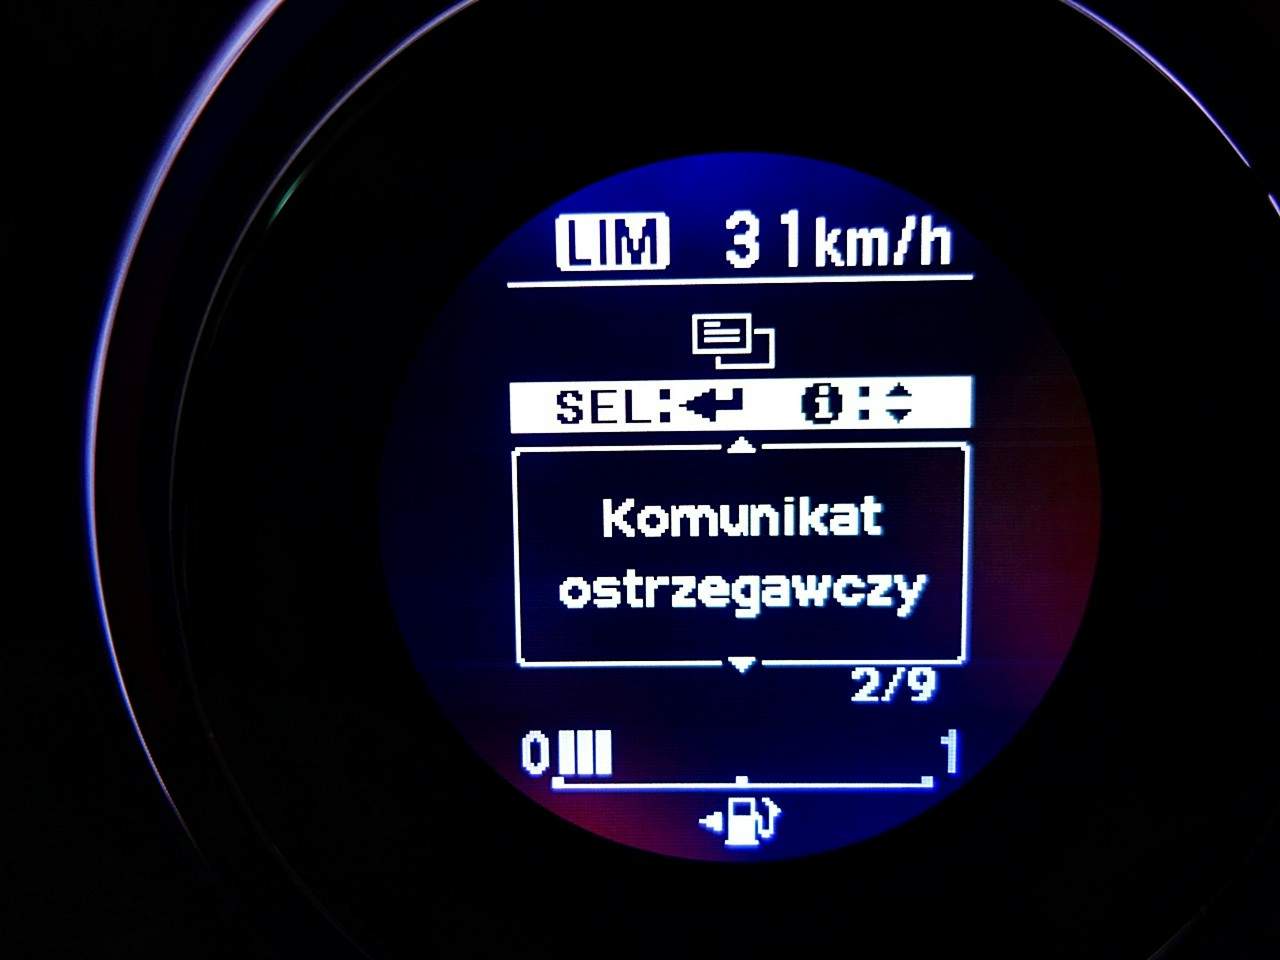 LIM 31km/h
SEL: i:
Komunikat
ostrzegawczy
2/9
0 1